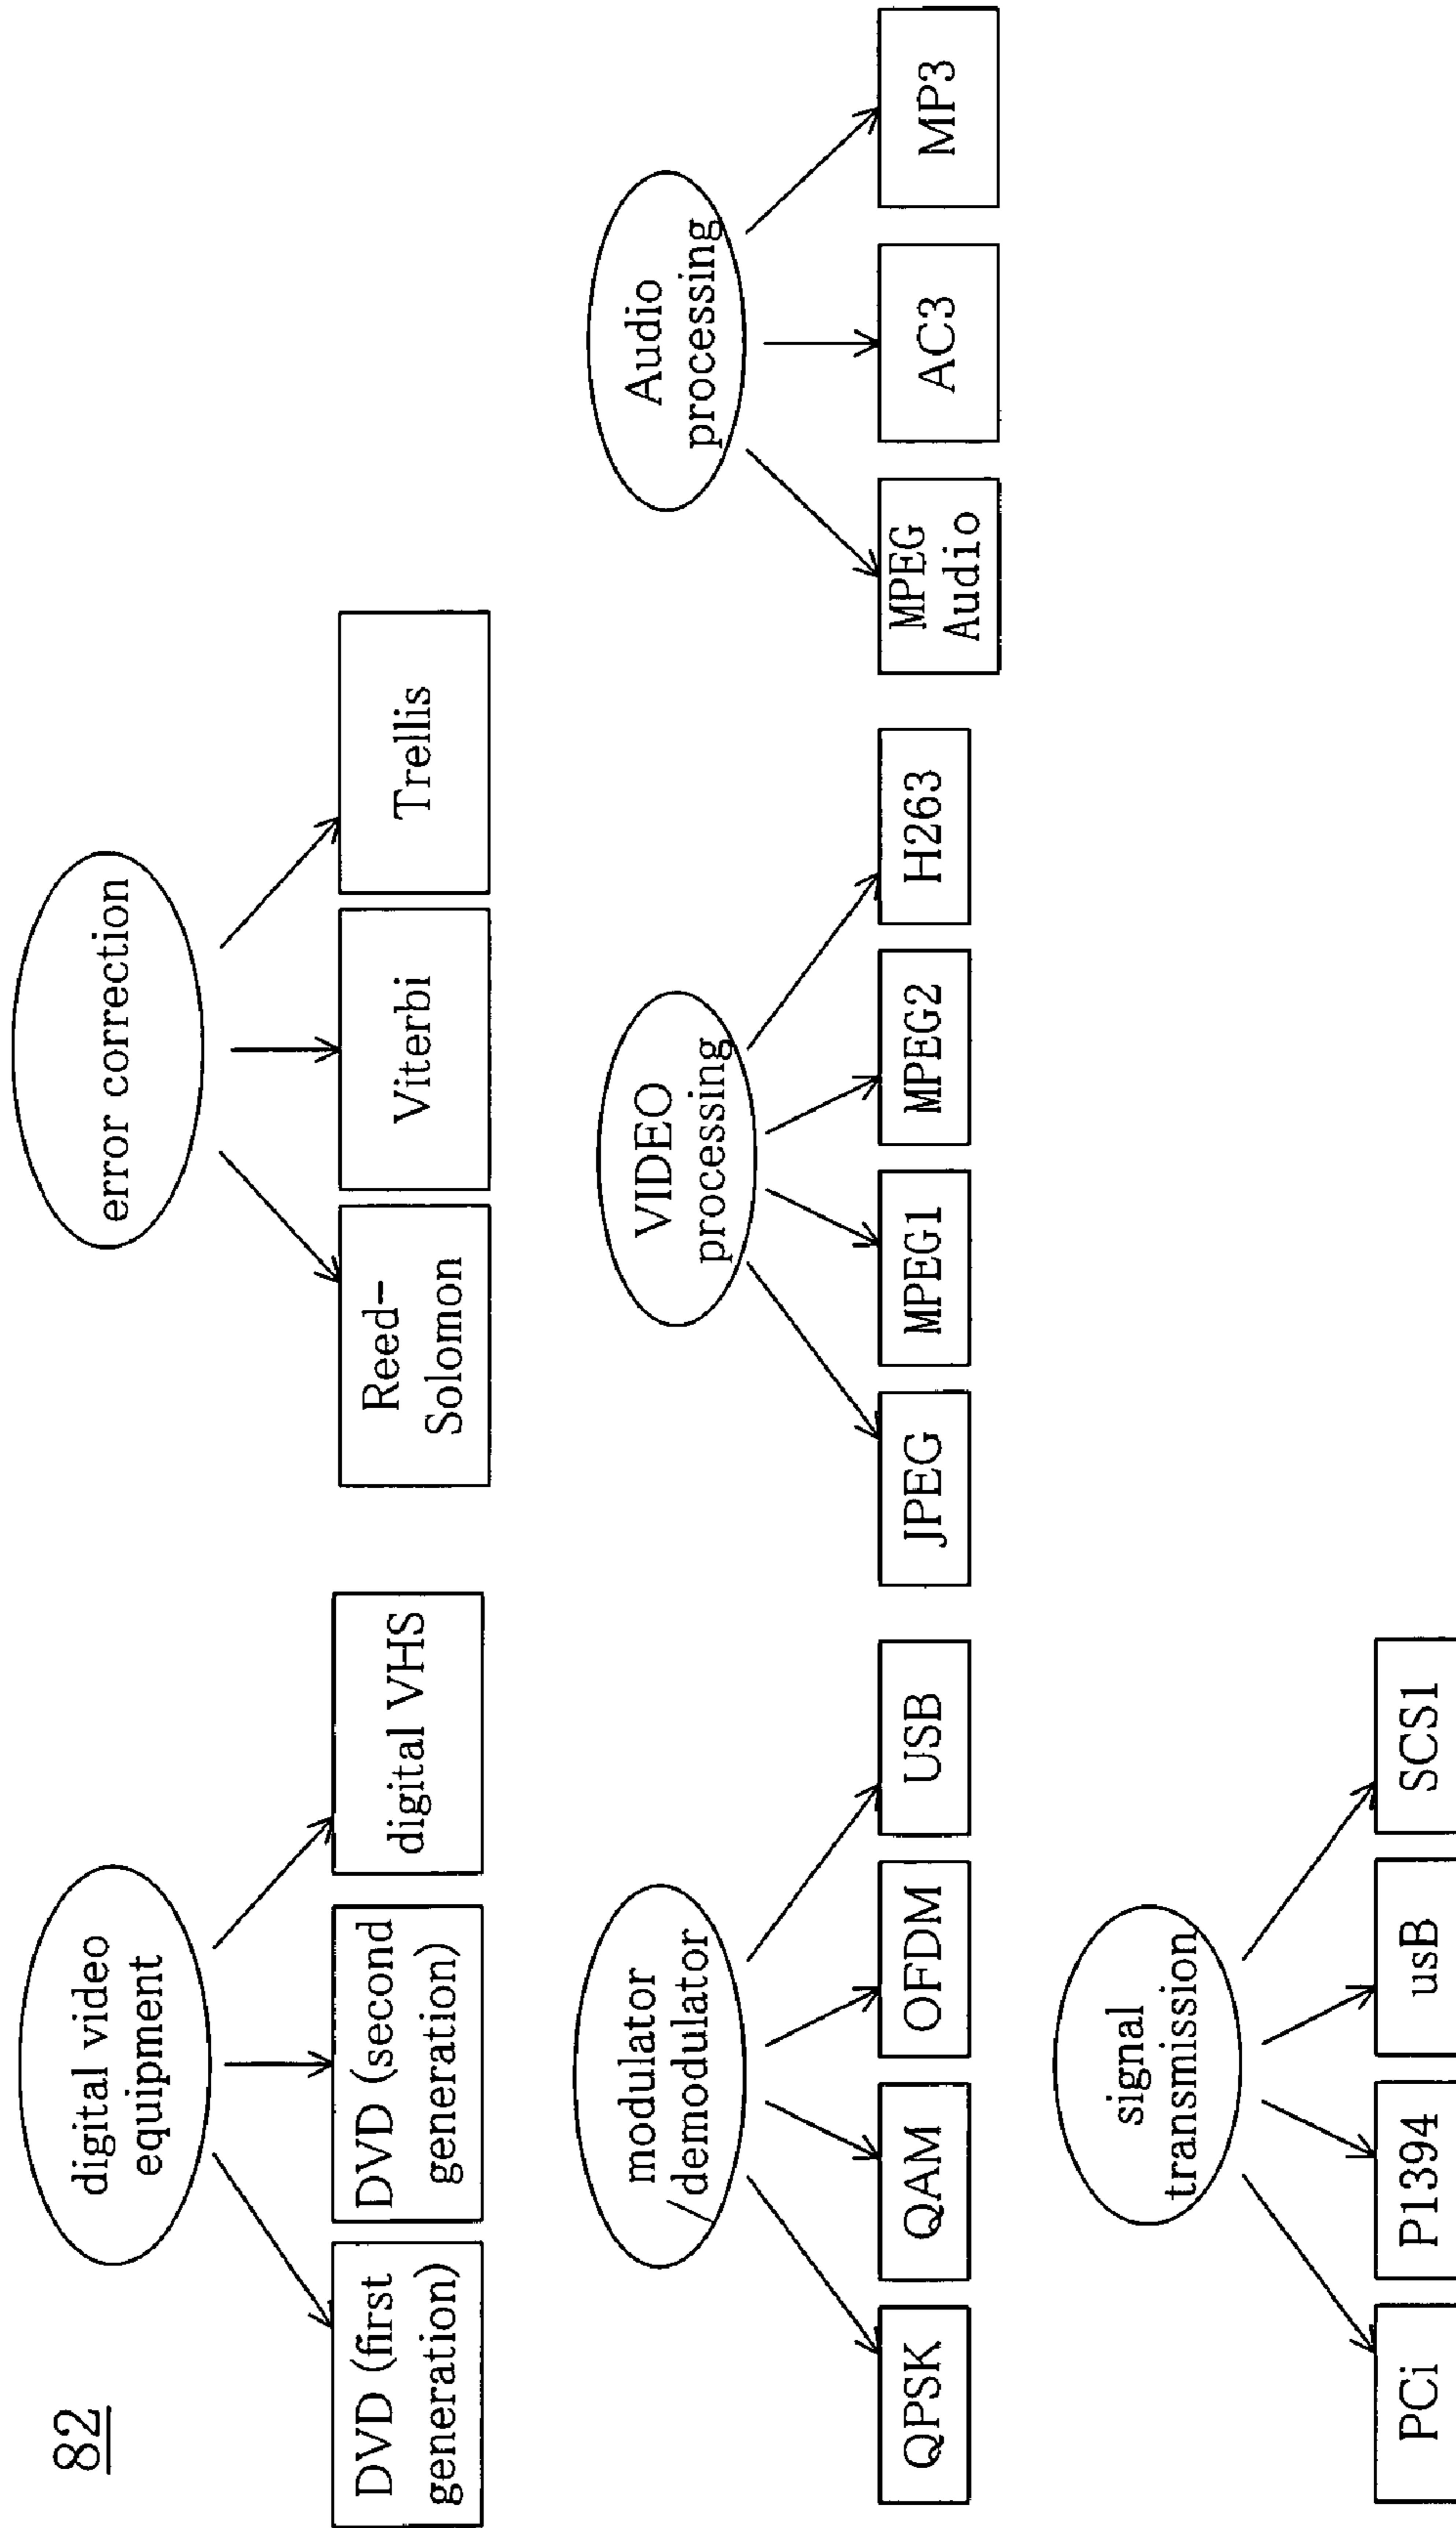 82
digital video
equipment
DVD (first
generation)
DVD (second
generation)
digital VHS
error correction
Reed-
Solomon
Viterbi
Trellis
modulator
/demodulator
QPSK
QAM
OFDM
USB
VIDEO
processing
JPEG
MPEG1
MPEG2
H263
Audio
processing
MPEG
Audio
AC3
MP3
signal
transmission
PCi
P1394
usB
SCS1